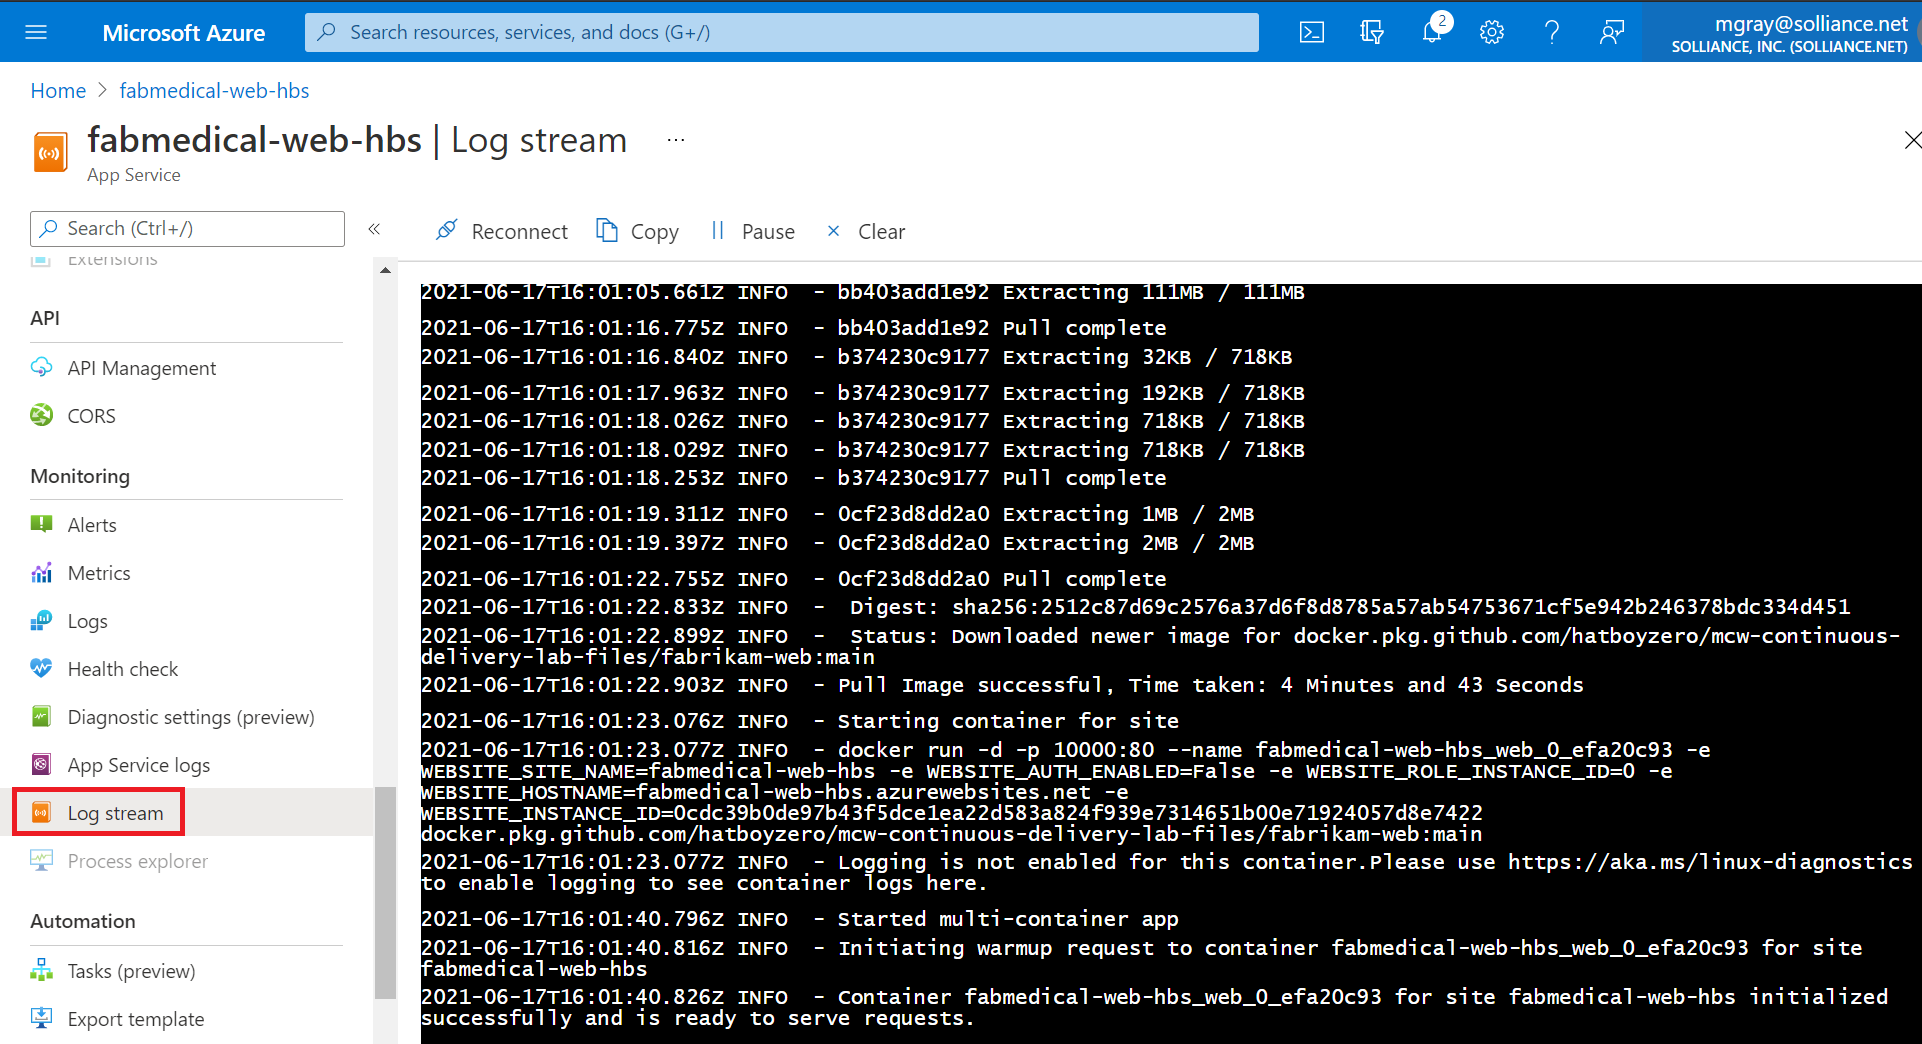 Microsoft Azure
Search resources, services, and docs (G+/)
2
mgray@solliance.net
SOLLIANCE, INC. (SOLLIANCE.NET)
Home > fabmedical-web-hbs
fabmedical-web-hbs | Log stream ...
App Service
Search (Ctrl+/)
«
Reconnect
Copy
Pause
Clear
Extensions
API
API Management
CORS
Monitoring
Alerts
Metrics
Logs
Health check
Diagnostic settings (preview)
App Service logs
Log stream
Process explorer
Automation
Tasks (preview)
Export template
2021-06-17T16:01:05.661Z INFO  - bb403add1e92 Extracting 111MB / 111MB
2021-06-17T16:01:16.775Z INFO  - bb403add1e92 Pull complete
2021-06-17T16:01:16.840Z INFO  - b374230c9177 Extracting 32KB / 718KB
2021-06-17T16:01:17.963Z INFO  - b374230c9177 Extracting 192KB / 718KB
2021-06-17T16:01:18.026Z INFO  - b374230c9177 Extracting 718KB / 718KB
2021-06-17T16:01:18.029Z INFO  - b374230c9177 Extracting 718KB / 718KB
2021-06-17T16:01:18.253Z INFO  - b374230c9177 Pull complete
2021-06-17T16:01:19.311Z INFO  - 0cf23d8dd2a0 Extracting 1MB / 2MB
2021-06-17T16:01:19.397Z INFO  - 0cf23d8dd2a0 Extracting 2MB / 2MB
2021-06-17T16:01:22.755Z INFO  - 0cf23d8dd2a0 Pull complete
2021-06-17T16:01:22.833Z INFO  -  Digest: sha256:2512c87d69c2576a37d6f8d8785a57ab54753671cf5e942b246378bdc334d451
2021-06-17T16:01:22.899Z INFO  -  Status: Downloaded newer image for docker.pkg.github.com/hatboyzero/mcw-continuous-
delivery-lab-files/fabrikam-web:main
2021-06-17T16:01:22.903Z INFO  - Pull Image successful, Time taken: 4 Minutes and 43 Seconds
2021-06-17T16:01:23.076Z INFO  - Starting container for site
2021-06-17T16:01:23.077Z INFO  - docker run -d -p 10000:80 --name fabmedical-web-hbs_web_0_efa20c93 -e
WEBSITE_SITE_NAME=fabmedical-web-hbs -e WEBSITE_AUTH_ENABLED=False -e WEBSITE_ROLE_INSTANCE_ID=0 -e
WEBSITE_HOSTNAME=fabmedical-web-hbs.azurewebsites.net -e
WEBSITE_INSTANCE_ID=0cdc39b0de97b43f5dce1ea22d583a824f939e7314651b00e71924057d8e7422
docker.pkg.github.com/hatboyzero/mcw-continuous-delivery-lab-files/fabrikam-web:main
2021-06-17T16:01:23.077Z INFO  - Logging is not enabled for this container.Please use https://aka.ms/linux-diagnostics
to enable logging to see container logs here.
2021-06-17T16:01:40.796Z INFO  - Started multi-container app
2021-06-17T16:01:40.816Z INFO  - Initiating warmup request to container fabmedical-web-hbs_web_0_efa20c93 for site
fabmedical-web-hbs
2021-06-17T16:01:40.826Z INFO  - Container fabmedical-web-hbs_web_0_efa20c93 for site fabmedical-web-hbs initialized
successfully and is ready to serve requests.